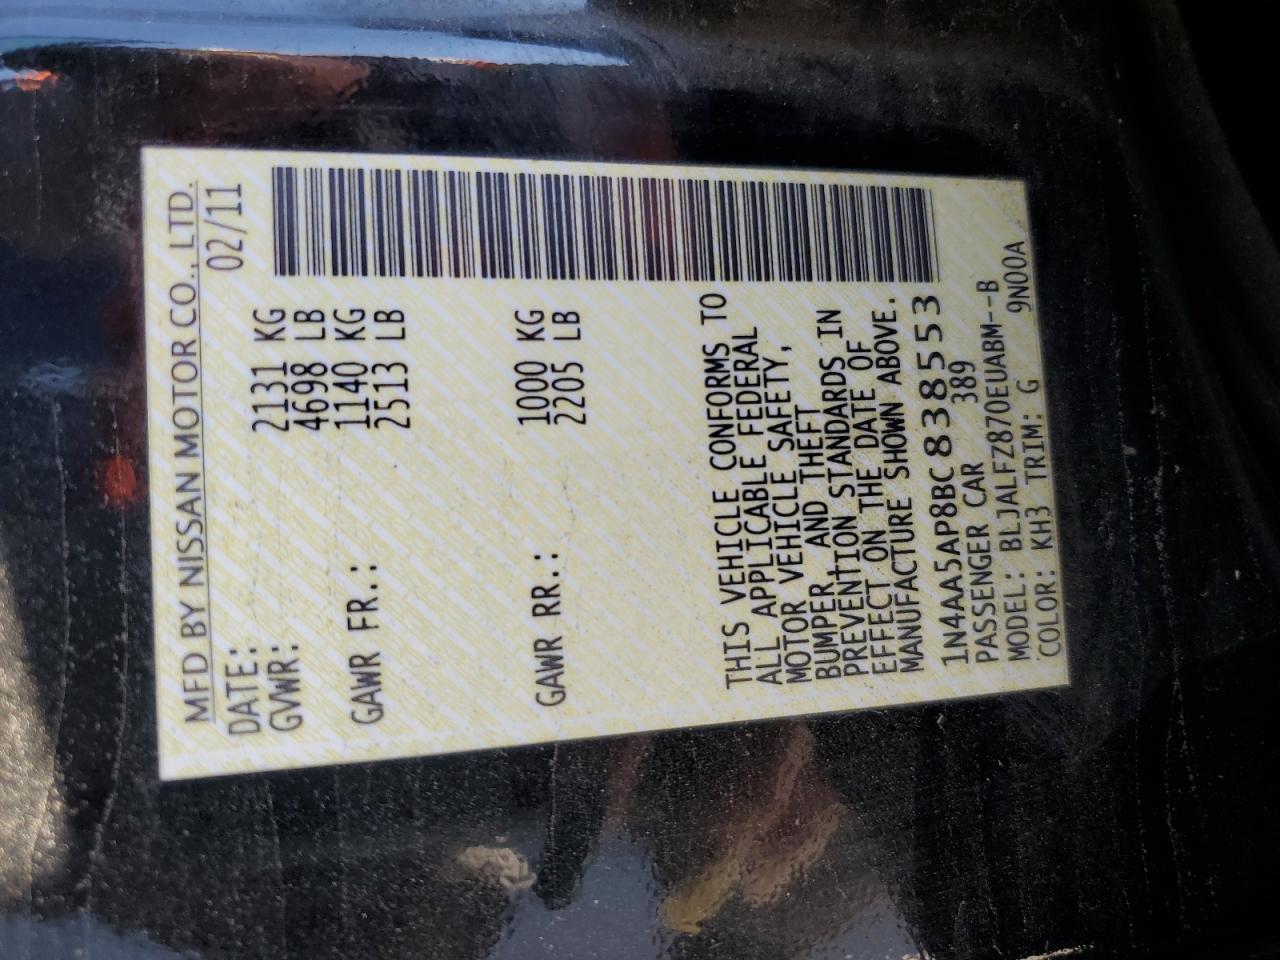 MFD BY NISSAN MOTOR CO., LTD.
DATE: 02/11
GVWR: 2131 KG
4698 LB
GAWR FR.: 1140 KG
2513 LB
GAWR RR.: 1000 KG
2205 LB
THIS VEHICLE CONFORMS TO
ALL APPLICABLE FEDERAL
MOTOR VEHICLE SAFETY,
BUMPER AND THEFT
PREVENTION STANDARDS IN
EFFECT ON THE DATE OF
MANUFACTURE SHOWN ABOVE.
1N4AA5AP8BC838553
PASSENGER CAR 389
MODEL: BLJALFZ870EUABM--B
COLOR: KH3 TRIM: G 9N00A